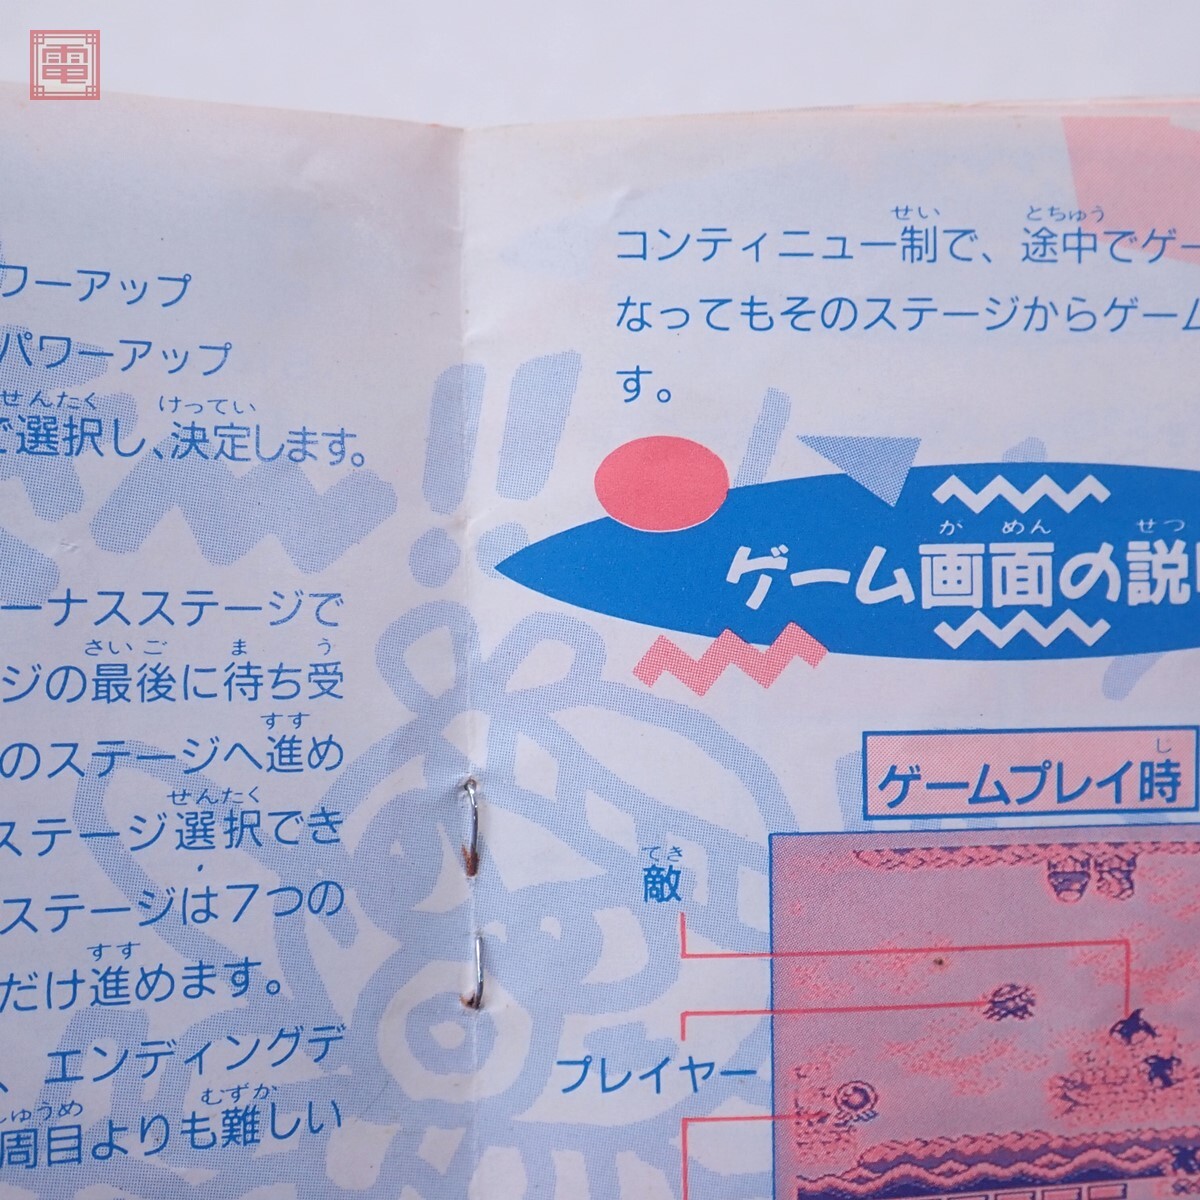 電
ワーアップ
パワーアップ
せんたく けってい
で選択し、決定します。
ーナスステージで
さいご ま う
ジの最後に待ち受
すす
のステージへ進め
せんたく
ステージ選択でき
ステージは7つの
すす
だけ進めます。
、エンディングデ
しゅうめ むずか
周目よりも難しい
せい とちゅう
コンティニュー制で、途中でゲー
なってもそのステージからゲーム
す。
が めん せつ
ゲーム画面の説
じ
ゲームプレイ時
てき
敵
プレイヤー